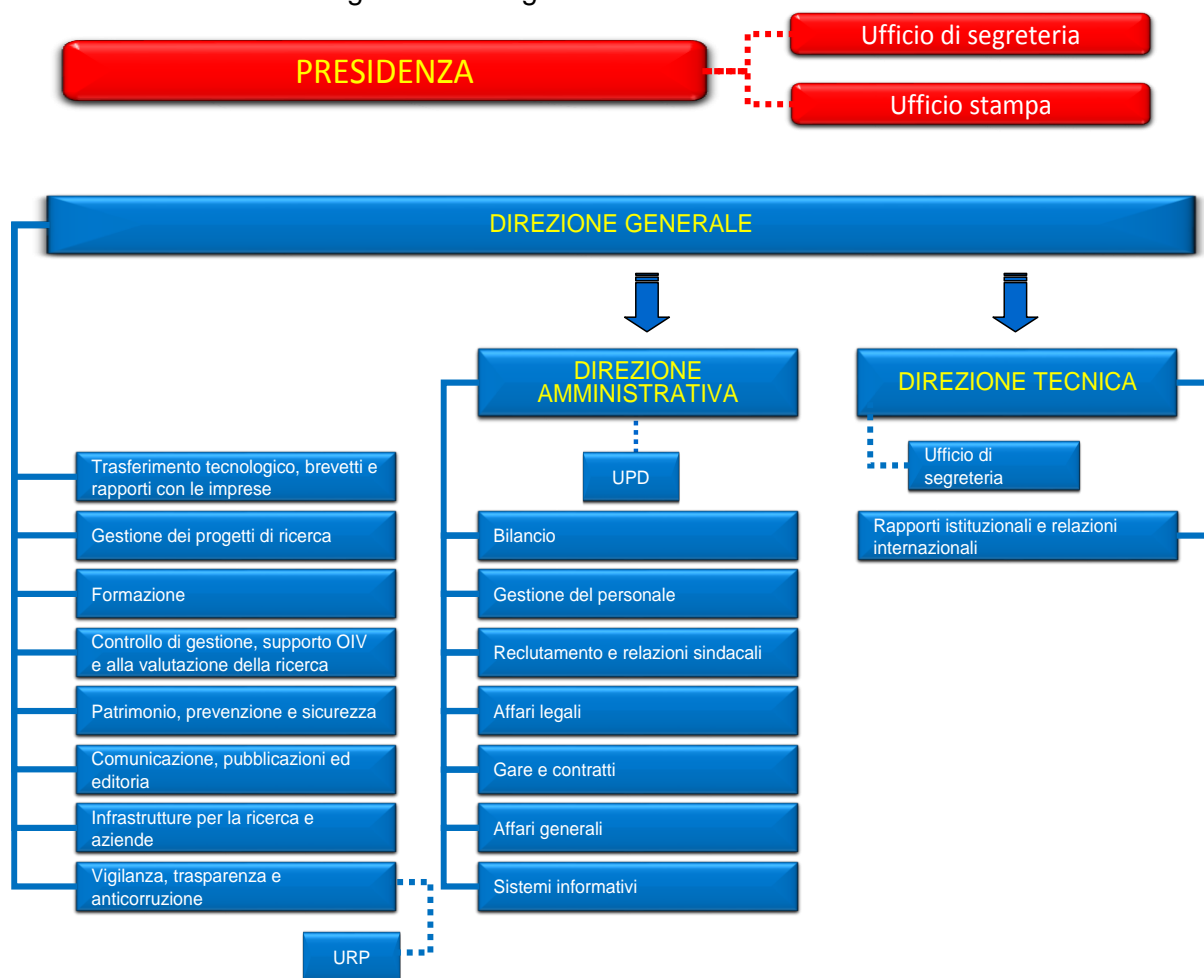 Ufficio di segreteria
PRESIDENZA
Ufficio stampa
DIREZIONE GENERALE
DIREZIONE
AMMINISTRATIVA
DIREZIONE TECNICA
UPD
Ufficio di
segreteria
Trasferimento tecnologico, brevetti e
rapporti con le imprese
Gestione dei progetti di ricerca
Formazione
Controllo di gestione, supporto OIV
e alla valutazione della ricerca
Patrimonio, prevenzione e sicurezza
Comunicazione, pubblicazioni ed
editoria
Infrastrutture per la ricerca e
aziende
Vigilanza, trasparenza e
anticorruzione
URP
Bilancio
Gestione del personale
Reclutamento e relazioni sindacali
Affari legali
Gare e contratti
Affari generali
Sistemi informativi
Rapporti istituzionali e relazioni
internazionali